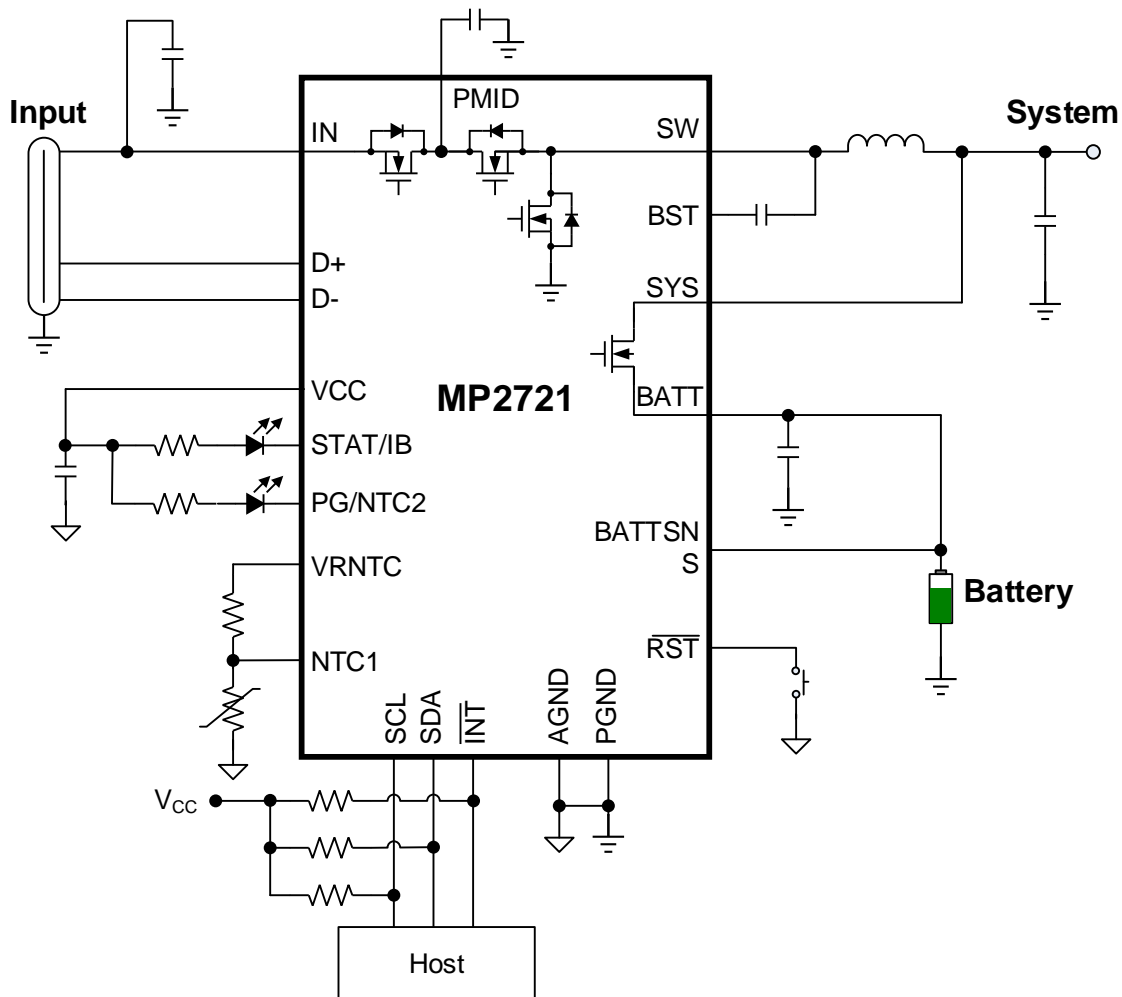 PMID
Input
IN
SW
System
BST
D+
D-
SYS
VCC
MP2721
BATT
STAT/IB
PG/NTC2
BATTSN
S
VRNTC
Battery
RST
NTC1
SCL
SDA
INT
AGND
PGND
VCC
Host